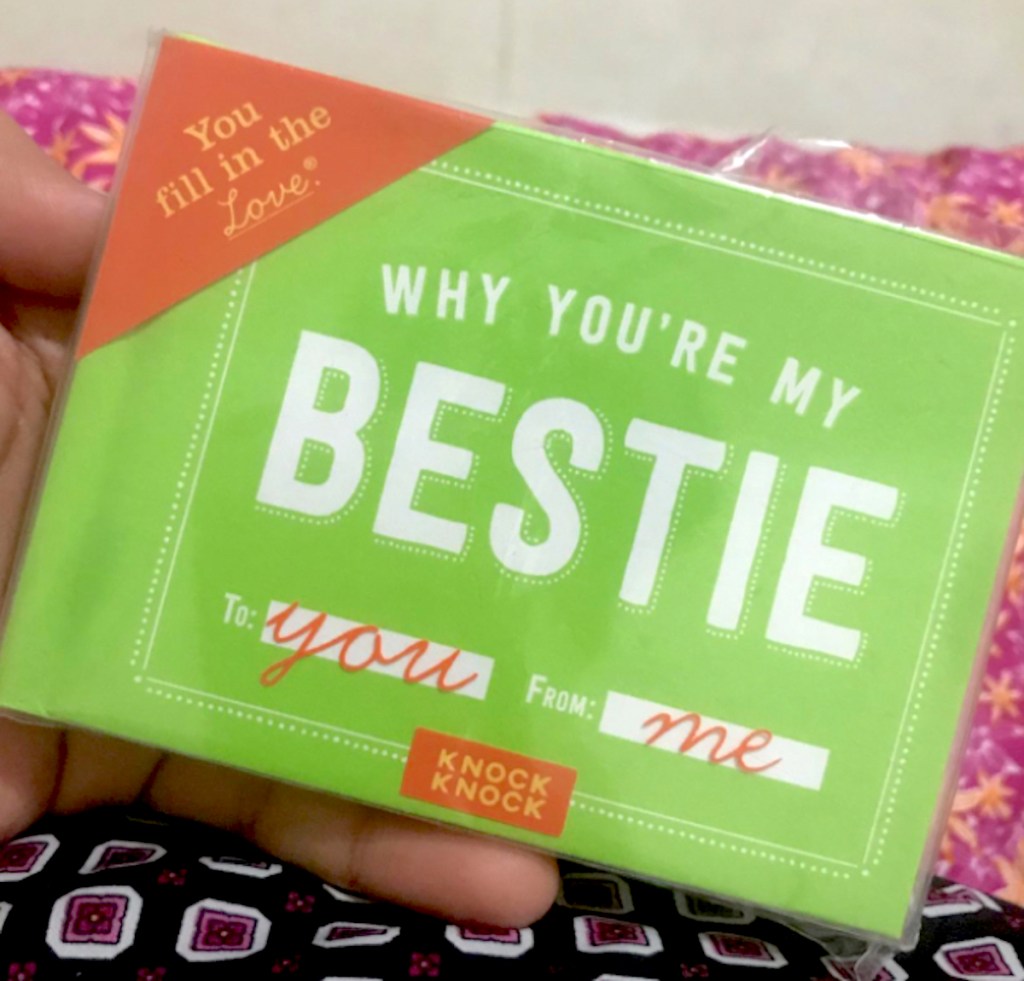 You
fill in the
Love.®
WHY YOU'RE MY
BESTIE
To: you
From: me
KNOCK
KNOCK